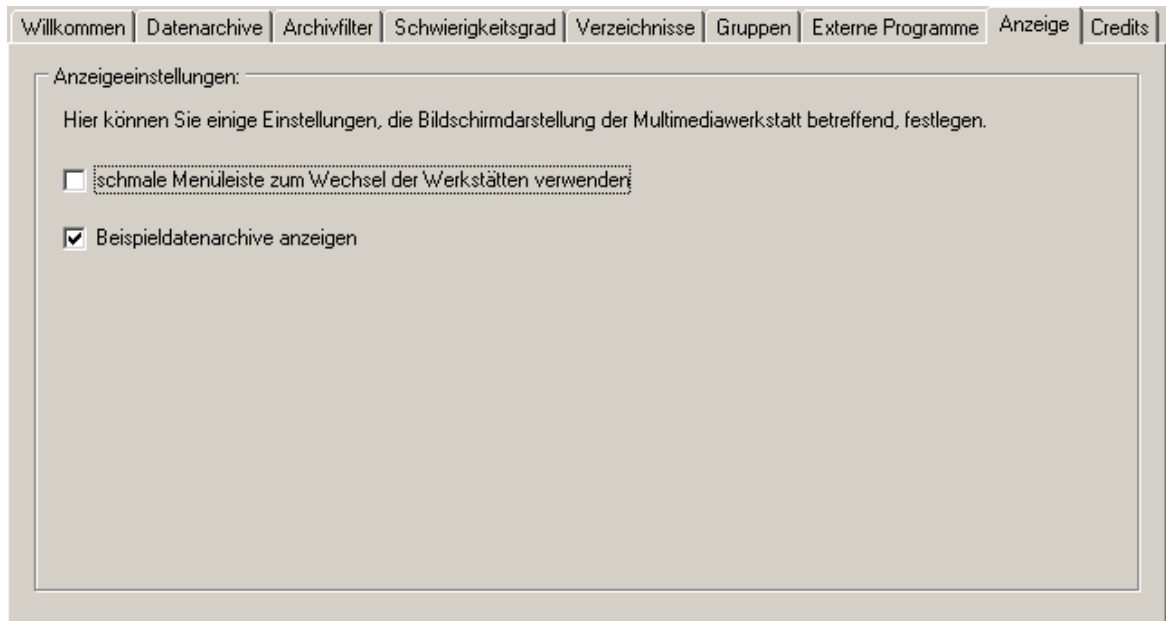 Willkommen Datenarchive Archivfilter Schwierigkeitsgrad Verzeichnisse Gruppen Externe Programme Anzeige Credits
Anzeigeeinstellungen:
Hier können Sie einige Einstellungen, die Bildschirmdarstellung der Multimediawerkstatt betreffend, festlegen.
schmale Menüleiste zum Wechsel der Werkstätten verwenden
Beispieldatenarchive anzeigen